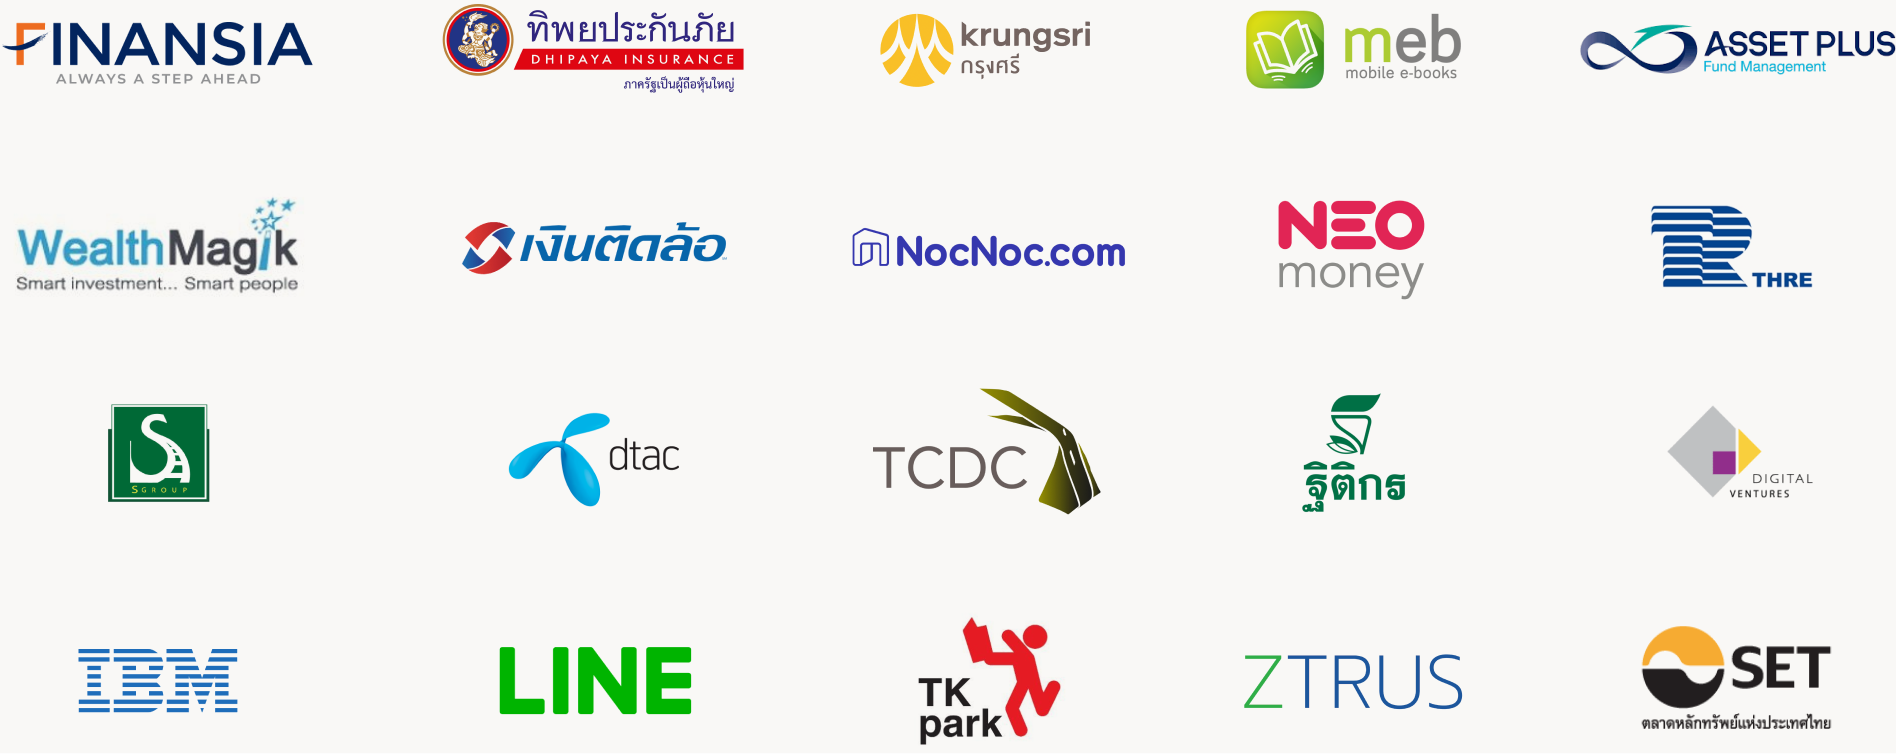 FINANSIA
ALWAYS A STEP AHEAD
ทิพยประกันภัย
DHIPAYA INSURANCE
ภาครัฐเป็นผู้ถือหุ้นใหญ่
krungsri
กรุงศรี
meb
mobile e-books
ASSET PLUS
Fund Management
WealthMagik
Smart investment... Smart people
เงินติดล้อ
NocNoc.com
NEO
money
R
THRE
S
SGROUP
dtac
TCDC
ฐิติกร
DIGITAL
VENTURES
IBM
LINE
TK
park
ZTRUS
SET
ตลาดหลักทรัพย์แห่งประเทศไทย